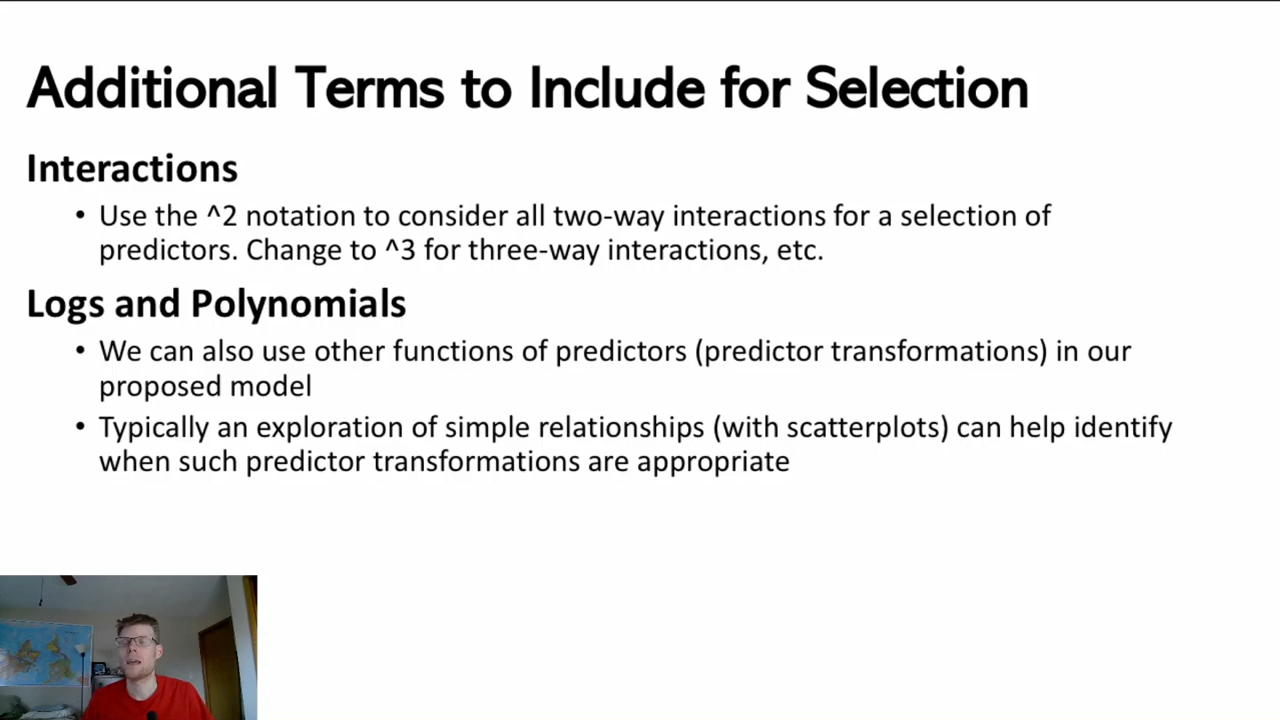 Additional Terms to Include for Selection
Interactions
• Use the ^2 notation to consider all two-way interactions for a selection of
predictors. Change to ^3 for three-way interactions, etc.
Logs and Polynomials
• We can also use other functions of predictors (predictor transformations) in our
proposed model
• Typically an exploration of simple relationships (with scatterplots) can help identify
when such predictor transformations are appropriate